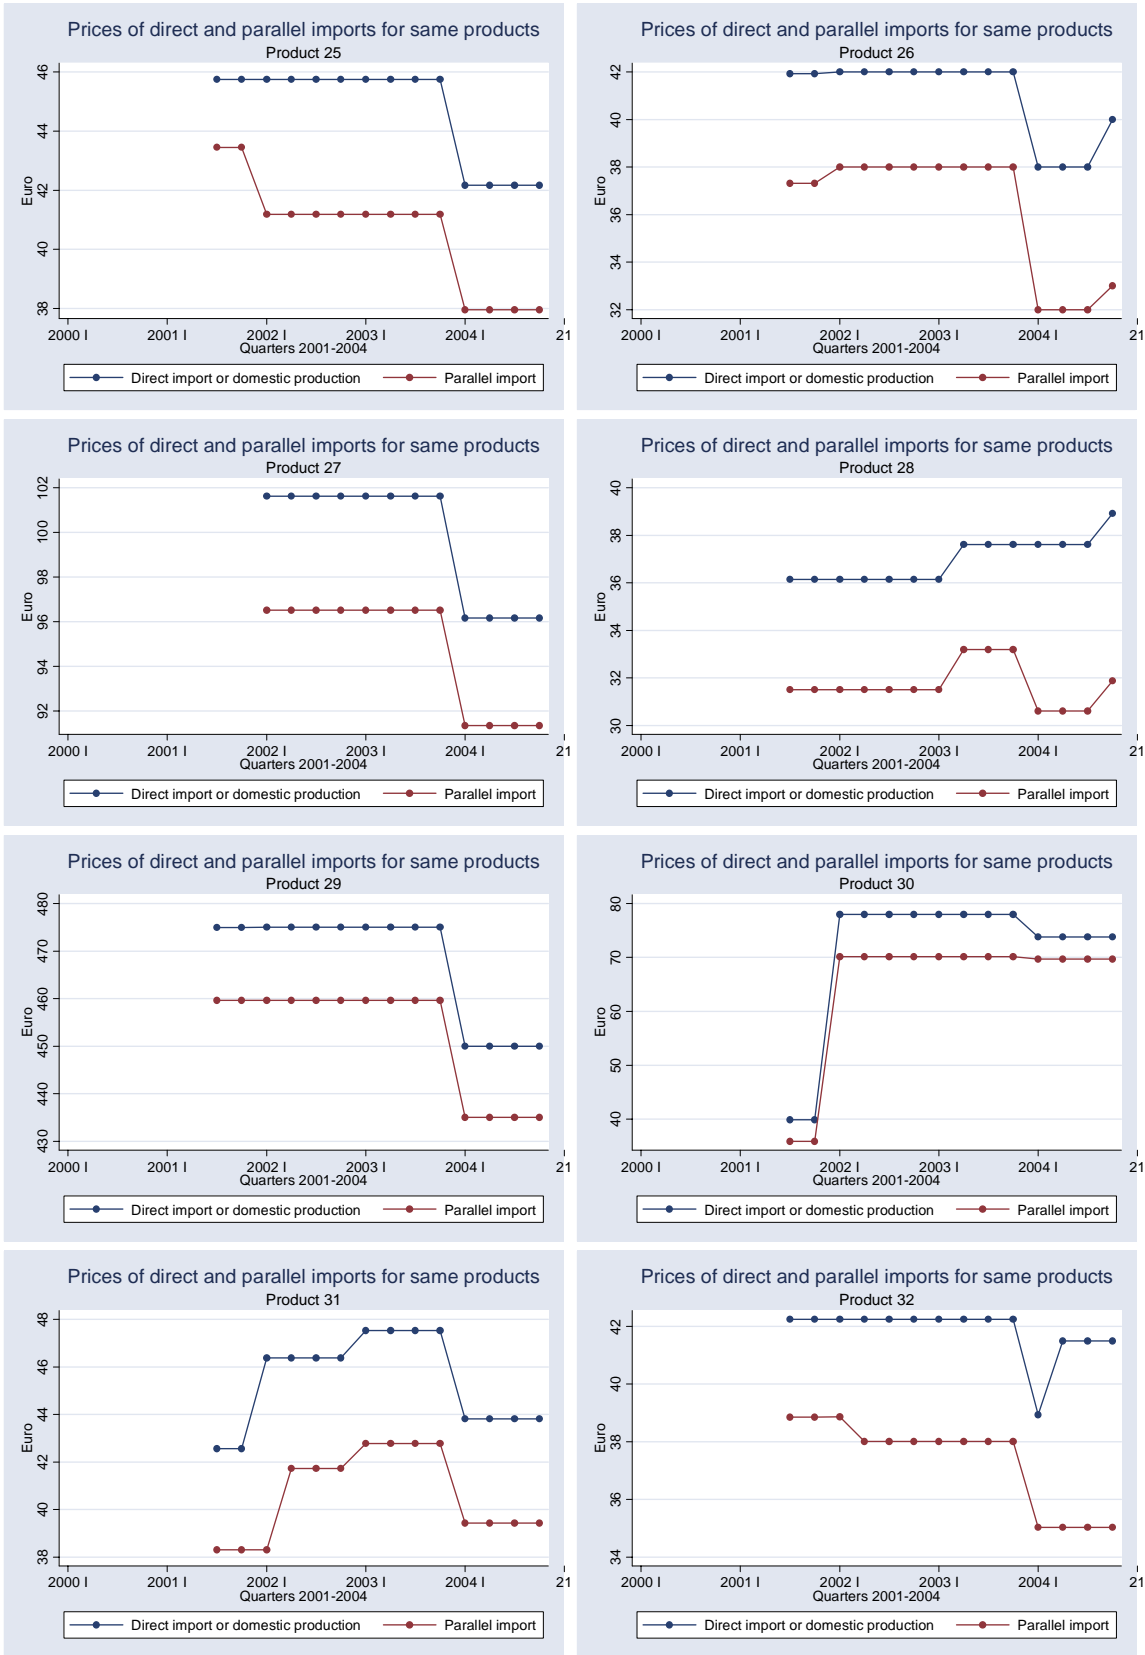 Prices of direct and parallel imports for same products
Product 25
46
44
42
40
38
Euro
2000 I 2001 I 2002 I 2003 I 2004 I 21
Quarters 2001-2004
Direct import or domestic production Parallel import
Prices of direct and parallel imports for same products
Product 26
42
40
38
36
34
32
Euro
2000 I 2001 I 2002 I 2003 I 2004 I 21
Quarters 2001-2004
Direct import or domestic production Parallel import
Prices of direct and parallel imports for same products
Product 27
102
100
98
96
94
92
Euro
2000 I 2001 I 2002 I 2003 I 2004 I 21
Quarters 2001-2004
Direct import or domestic production Parallel import
Prices of direct and parallel imports for same products
Product 28
40
38
36
34
32
30
Euro
2000 I 2001 I 2002 I 2003 I 2004 I 21
Quarters 2001-2004
Direct import or domestic production Parallel import
Prices of direct and parallel imports for same products
Product 29
480
470
460
450
440
430
Euro
2000 I 2001 I 2002 I 2003 I 2004 I 21
Quarters 2001-2004
Direct import or domestic production Parallel import
Prices of direct and parallel imports for same products
Product 30
80
70
60
50
40
Euro
2000 I 2001 I 2002 I 2003 I 2004 I 21
Quarters 2001-2004
Direct import or domestic production Parallel import
Prices of direct and parallel imports for same products
Product 31
48
46
44
42
40
38
Euro
2000 I 2001 I 2002 I 2003 I 2004 I 21
Quarters 2001-2004
Direct import or domestic production Parallel import
Prices of direct and parallel imports for same products
Product 32
42
40
38
36
34
Euro
2000 I 2001 I 2002 I 2003 I 2004 I 21
Quarters 2001-2004
Direct import or domestic production Parallel import